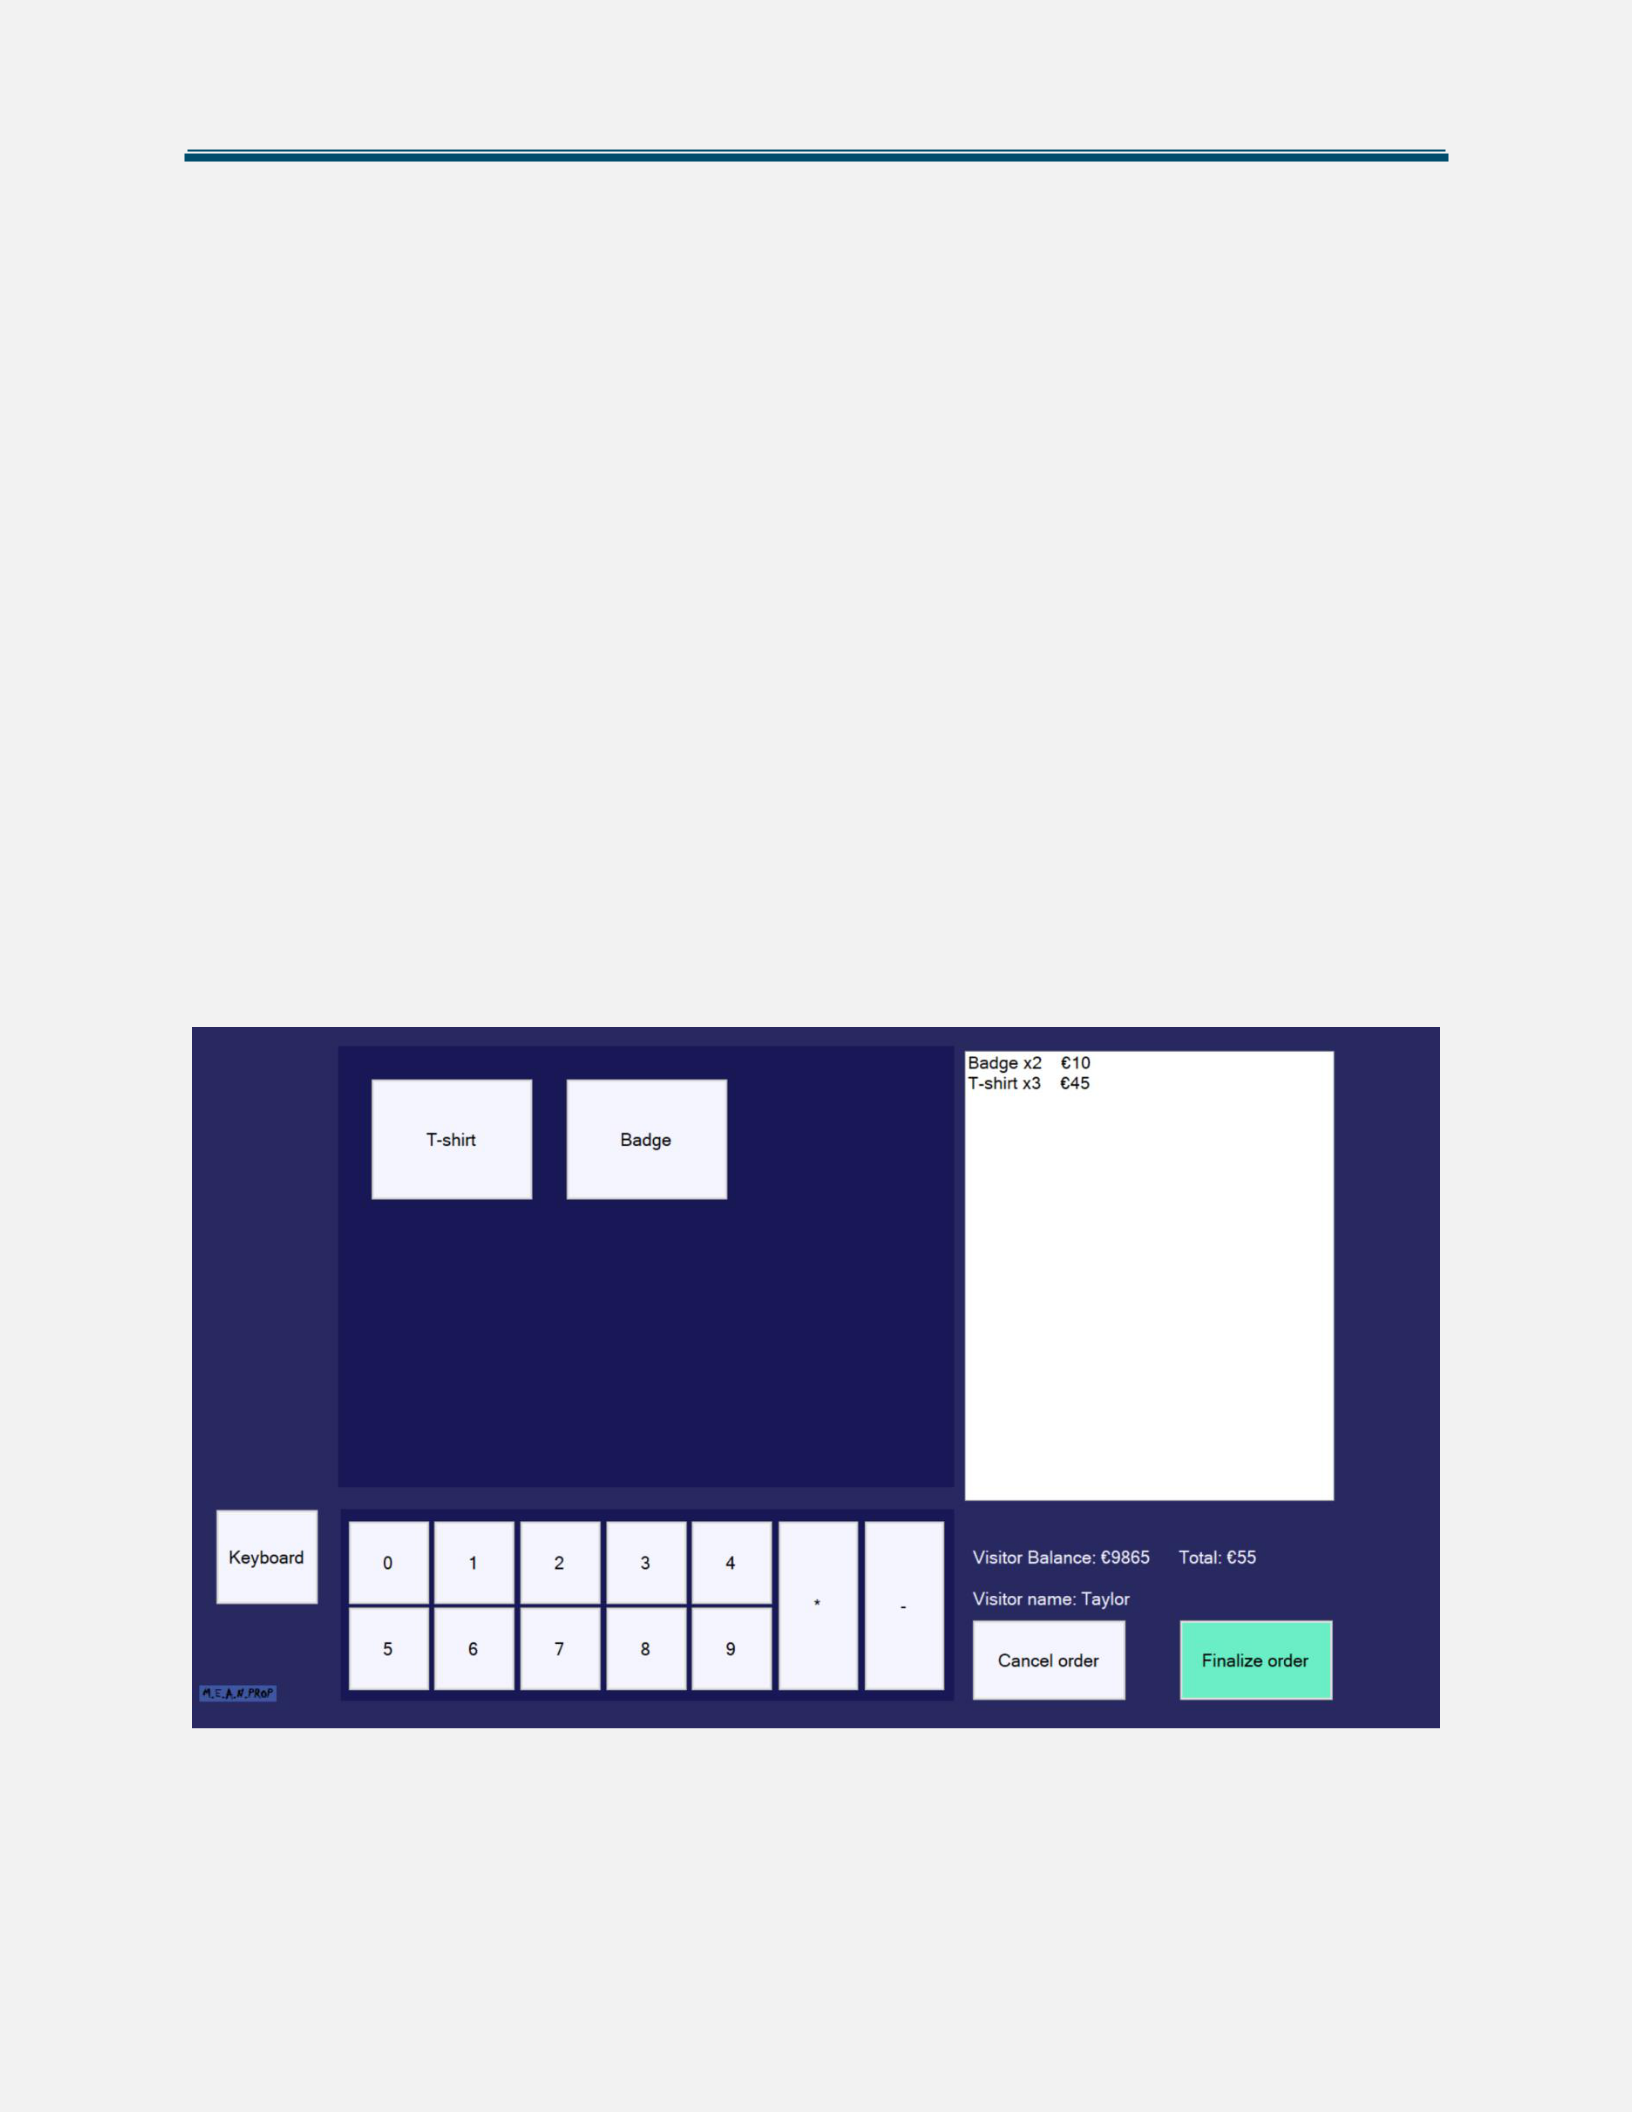 Badge x2 €10
T-shirt x3 €45
T-shirt
Badge
Keyboard
0
1
2
3
4
*
-
5
6
7
8
9
Visitor Balance: €9865 Total: €55
Visitor name: Taylor
Cancel order
Finalize order
M.E.A.N.PROP